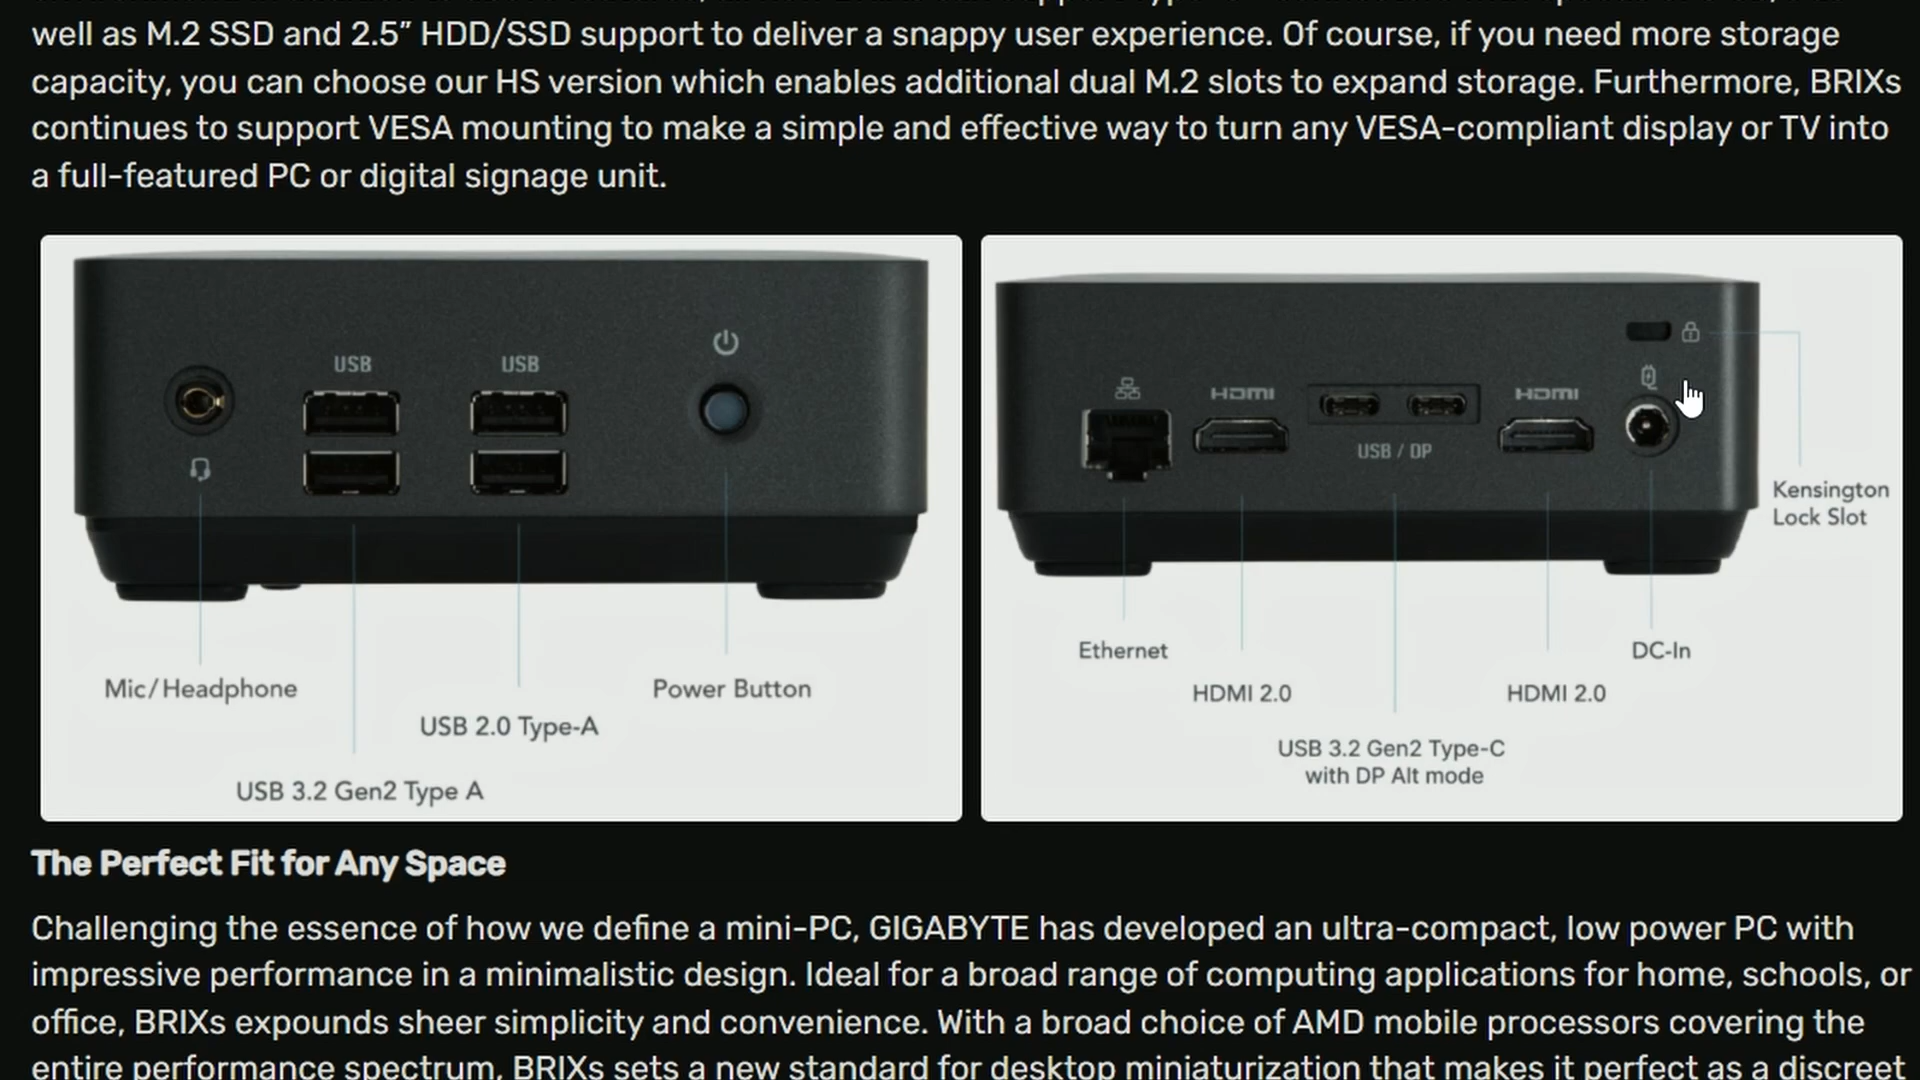 well as M.2 SSD and 2.5” HDD/SSD support to deliver a snappy user experience. Of course, if you need more storage
capacity, you can choose our HS version which enables additional dual M.2 slots to expand storage. Furthermore, BRIXs
continues to support VESA mounting to make a simple and effective way to turn any VESA-compliant display or TV into
a full-featured PC or digital signage unit.
USB USB
Mic/Headphone
Power Button
USB 2.0 Type-A
USB 3.2 Gen2 Type A
HDMI HDMI
USB / DP
Kensington
Lock Slot
Ethernet
DC-In
HDMI 2.0
HDMI 2.0
USB 3.2 Gen2 Type-C
with DP Alt mode
The Perfect Fit for Any Space
Challenging the essence of how we define a mini-PC, GIGABYTE has developed an ultra-compact, low power PC with
impressive performance in a minimalistic design. Ideal for a broad range of computing applications for home, schools, or
office, BRIXs expounds sheer simplicity and convenience. With a broad choice of AMD mobile processors covering the
entire performance spectrum, BRIXs sets a new standard for desktop miniaturization that makes it perfect as a discreet